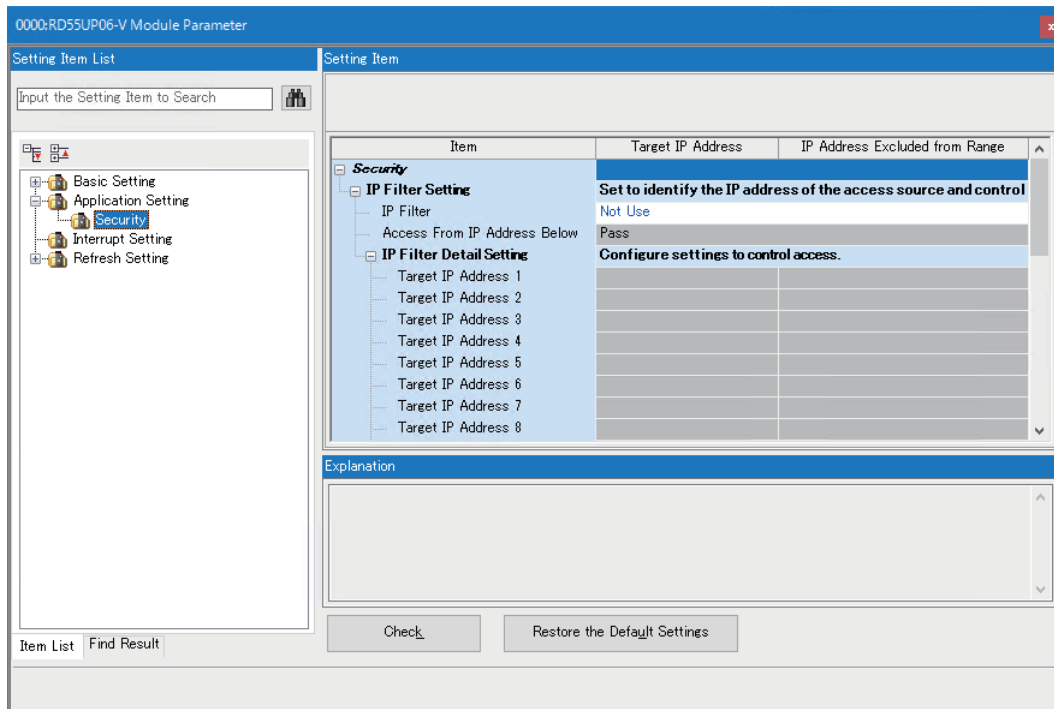 0000:RD55UP06-V Module Parameter
x
Setting Item List
Setting Item
Input the Setting Item to Search
Item Target IP Address IP Address Excluded from Range
Basic Setting
Application Setting
Security
Interrupt Setting
Refresh Setting
Security
IP Filter Setting Set to identify the IP address of the access source and control
IP Filter Not Use
Access From IP Address Below Pass
IP Filter Detail Setting Configure settings to control access.
Target IP Address 1
Target IP Address 2
Target IP Address 3
Target IP Address 4
Target IP Address 5
Target IP Address 6
Target IP Address 7
Target IP Address 8
Explanation
Check Restore the Default Settings
Item List Find Result